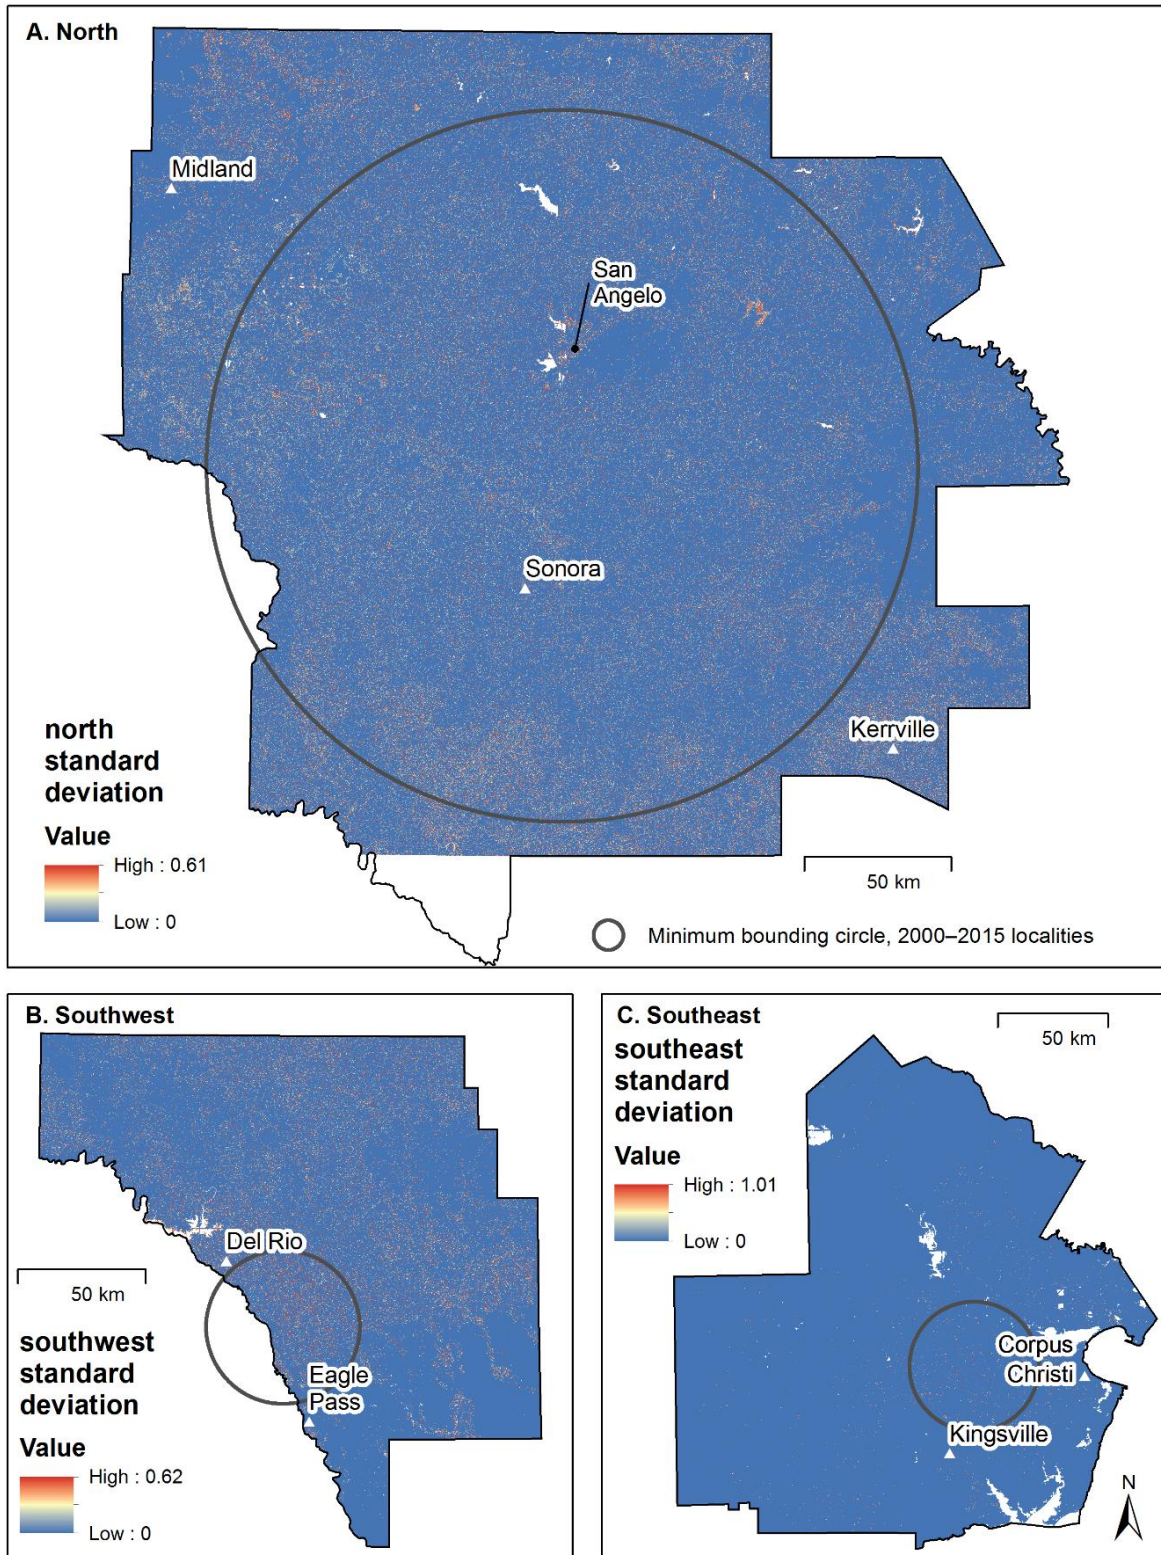 A. North
Midland
San
Angelo
Sonora
Kerrville
north
standard
deviation
Value
High : 0.61
Low : 0
50 km
Minimum bounding circle, 2000–2015 localities
B. Southwest
Del Rio
50 km
Eagle
Pass
southwest
standard
deviation
Value
High : 0.62
Low : 0
C. Southeast
50 km
southeast
standard
deviation
Value
High : 1.01
Low : 0
Corpus
Christi
Kingsville
N